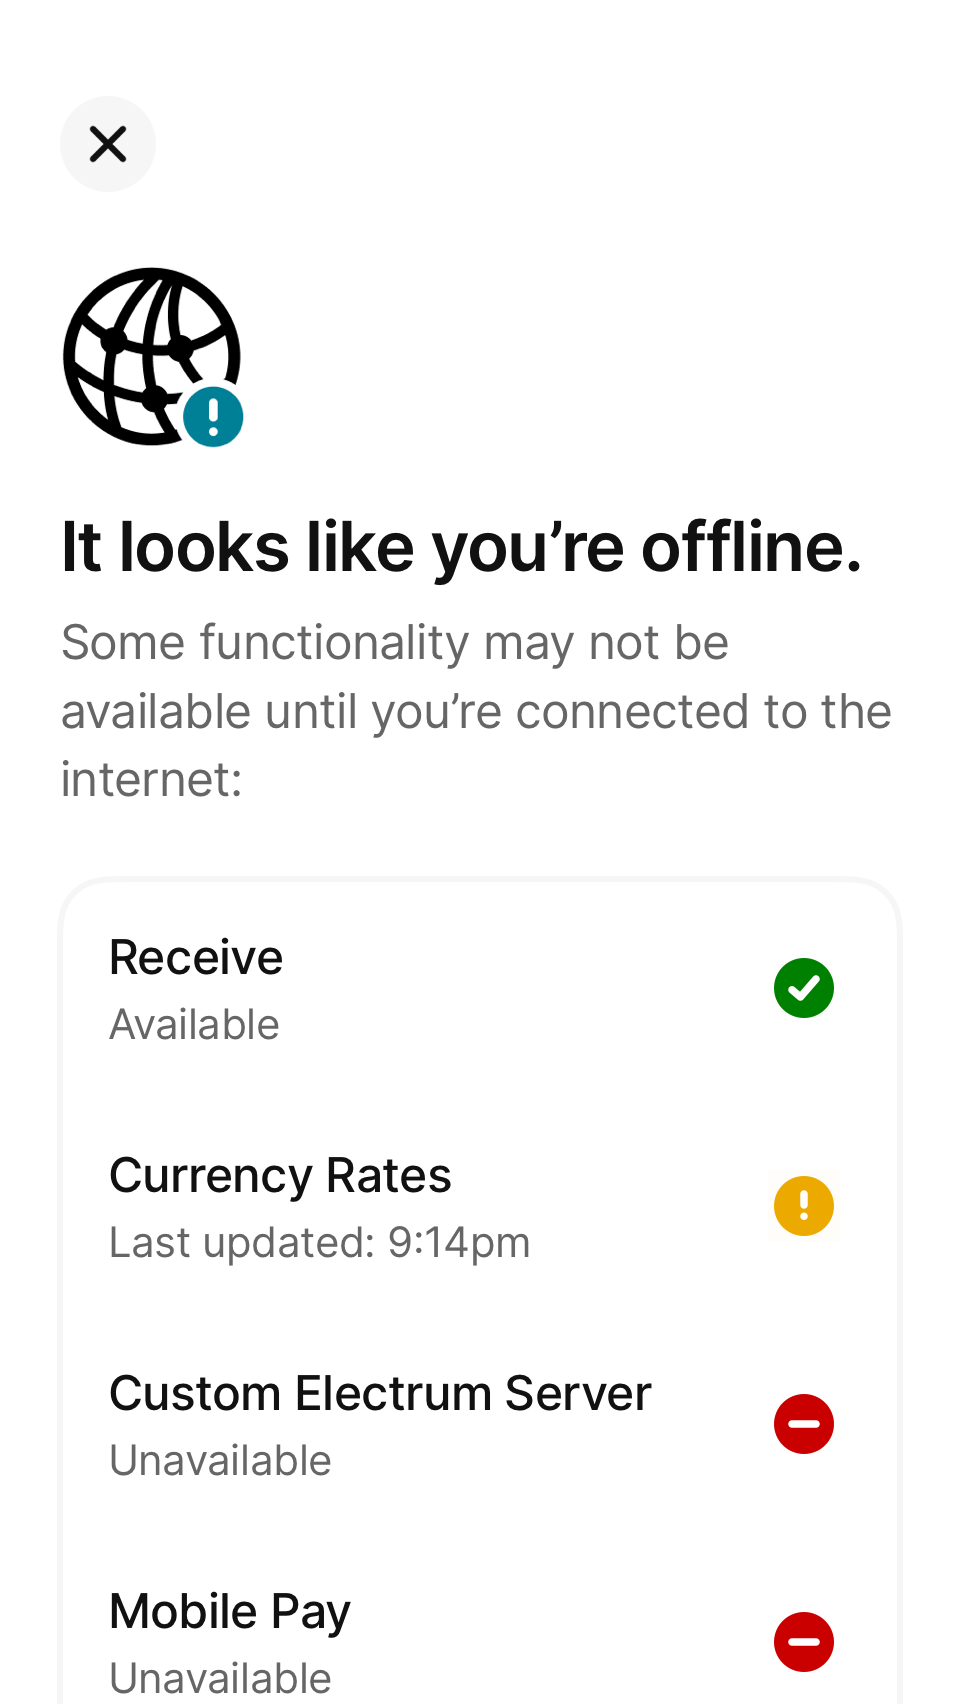 It looks like you’re offline.
Some functionality may not be
available until you’re connected to the
internet:
Receive
Available
Currency Rates
Last updated: 9:14pm
Custom Electrum Server
Unavailable
Mobile Pay
Unavailable